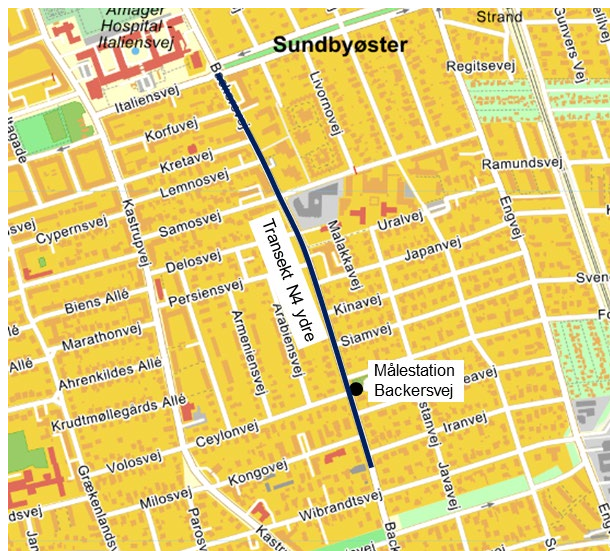 Amager
Hospital
Italiensvej
Strand
Sundbyøster
Regitsevej
Gunvers Vej
Livornovej
Italiensvej
Korfuvej
Kretavej
Lemnosvej
Ramundsvej
Kastrupvej
Cypernsvej
Samosvej
Uralvej
Engvej
Malakkavej
Delosvej
Japanvej
Transekt N4 ydre
Persiensvej
Biens Allé
Kinavej
Marathonvej
Armeniensvej
Arabiensvej
Siamvej
Allé
Ahrenkildes Allé
Målestation
Backersvej
Krudtmøllegårds Allé
Ceylonvej
Iranvej
Volosvej
Kongovej
Javavej
Grækenlandsvej
Milosvej
Wibrandtsvej